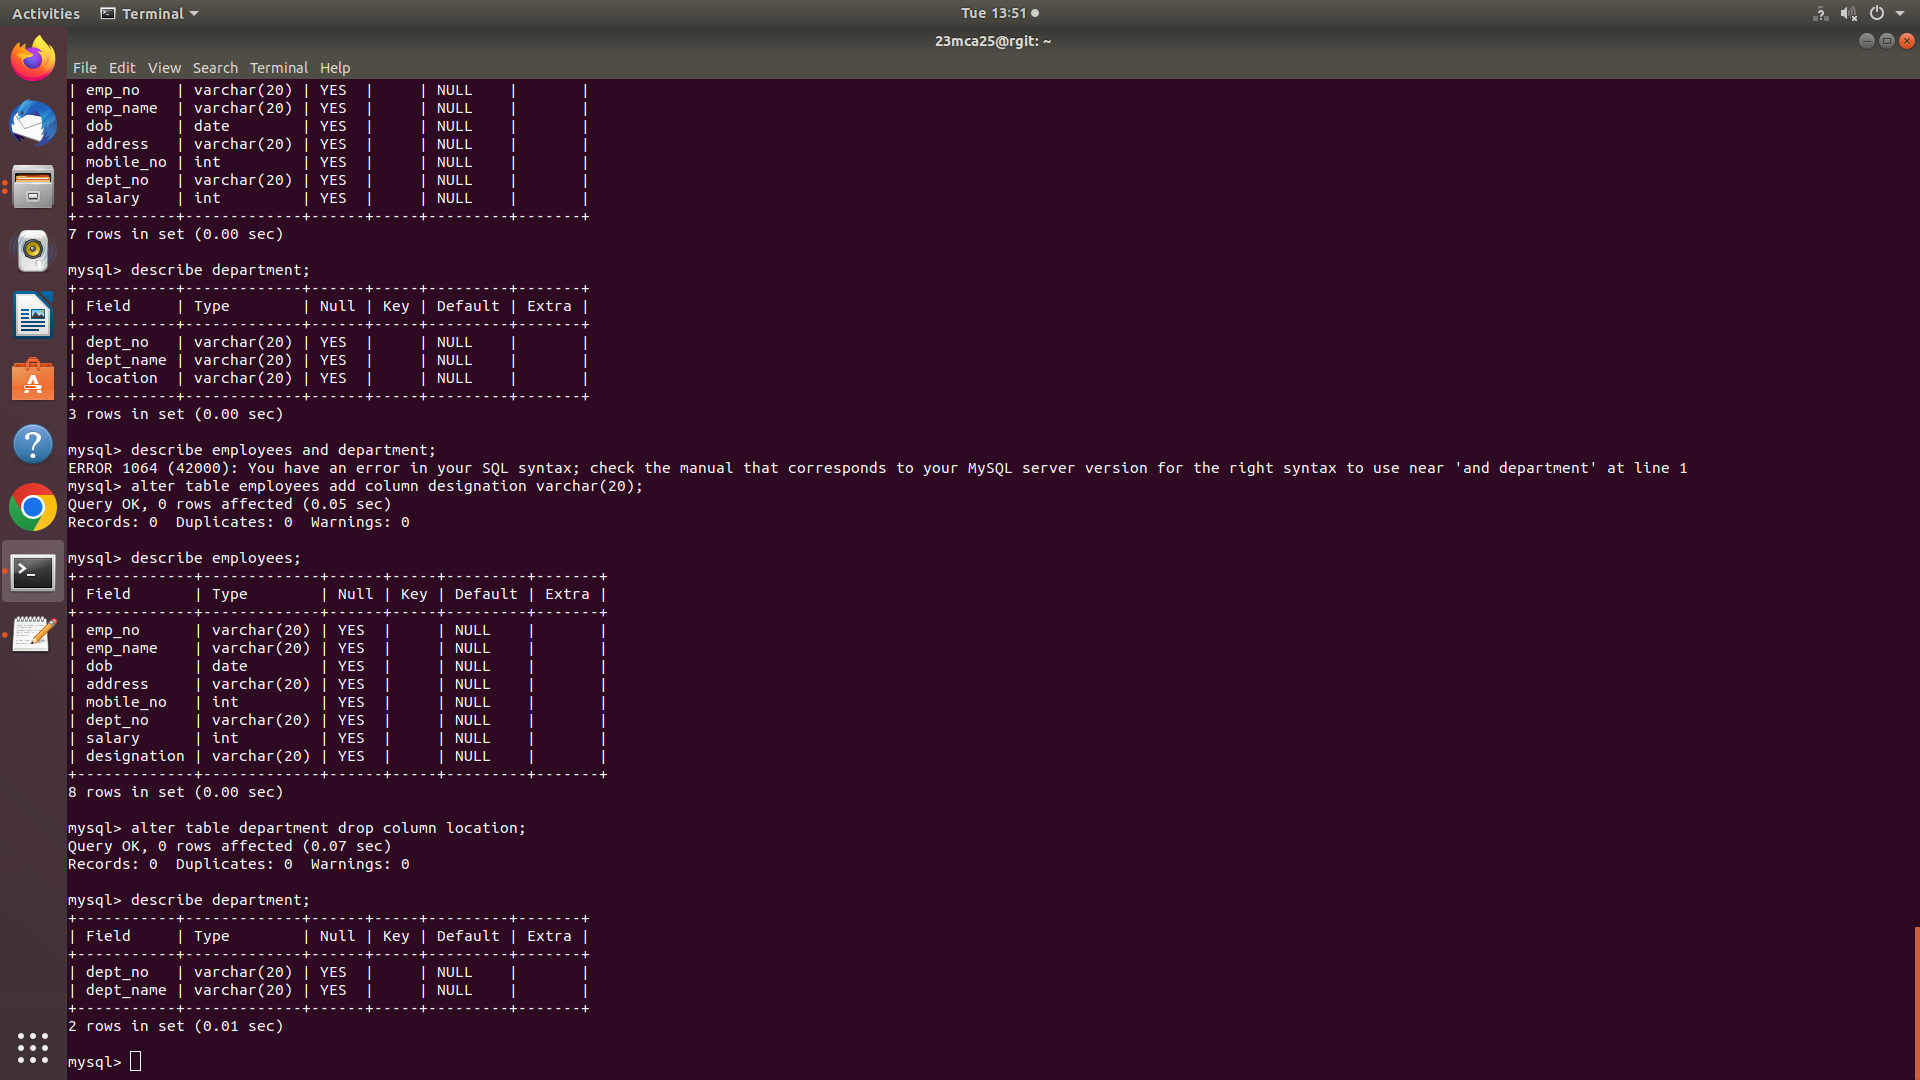 Activities Terminal Tue 13:51
23mca25@rgit: ~
File Edit View Search Terminal Help
| emp_no    | varchar(20) | YES  |     | NULL    |       |
| emp_name  | varchar(20) | YES  |     | NULL    |       |
| dob       | date        | YES  |     | NULL    |       |
| address   | varchar(20) | YES  |     | NULL    |       |
| mobile_no | int         | YES  |     | NULL    |       |
| dept_no   | varchar(20) | YES  |     | NULL    |       |
| salary    | int         | YES  |     | NULL    |       |
+-----------+-------------+------+-----+---------+-------+
7 rows in set (0.00 sec)
mysql> describe department;
+-----------+-------------+------+-----+---------+-------+
| Field     | Type        | Null | Key | Default | Extra |
+-----------+-------------+------+-----+---------+-------+
| dept_no   | varchar(20) | YES  |     | NULL    |       |
| dept_name | varchar(20) | YES  |     | NULL    |       |
| location  | varchar(20) | YES  |     | NULL    |       |
+-----------+-------------+------+-----+---------+-------+
3 rows in set (0.00 sec)
mysql> describe employees and department;
ERROR 1064 (42000): You have an error in your SQL syntax; check the manual that corresponds to your MySQL server version for the right syntax to use near 'and department' at line 1
mysql> alter table employees add column designation varchar(20);
Query OK, 0 rows affected (0.05 sec)
Records: 0  Duplicates: 0  Warnings: 0
mysql> describe employees;
+-------------+-------------+------+-----+---------+-------+
| Field       | Type        | Null | Key | Default | Extra |
+-------------+-------------+------+-----+---------+-------+
| emp_no      | varchar(20) | YES  |     | NULL    |       |
| emp_name    | varchar(20) | YES  |     | NULL    |       |
| dob         | date        | YES  |     | NULL    |       |
| address     | varchar(20) | YES  |     | NULL    |       |
| mobile_no   | int         | YES  |     | NULL    |       |
| dept_no     | varchar(20) | YES  |     | NULL    |       |
| salary      | int         | YES  |     | NULL    |       |
| designation | varchar(20) | YES  |     | NULL    |       |
+-------------+-------------+------+-----+---------+-------+
8 rows in set (0.00 sec)
mysql> alter table department drop column location;
Query OK, 0 rows affected (0.07 sec)
Records: 0  Duplicates: 0  Warnings: 0
mysql> describe department;
+-----------+-------------+------+-----+---------+-------+
| Field     | Type        | Null | Key | Default | Extra |
+-----------+-------------+------+-----+---------+-------+
| dept_no   | varchar(20) | YES  |     | NULL    |       |
| dept_name | varchar(20) | YES  |     | NULL    |       |
+-----------+-------------+------+-----+---------+-------+
2 rows in set (0.01 sec)
mysql>